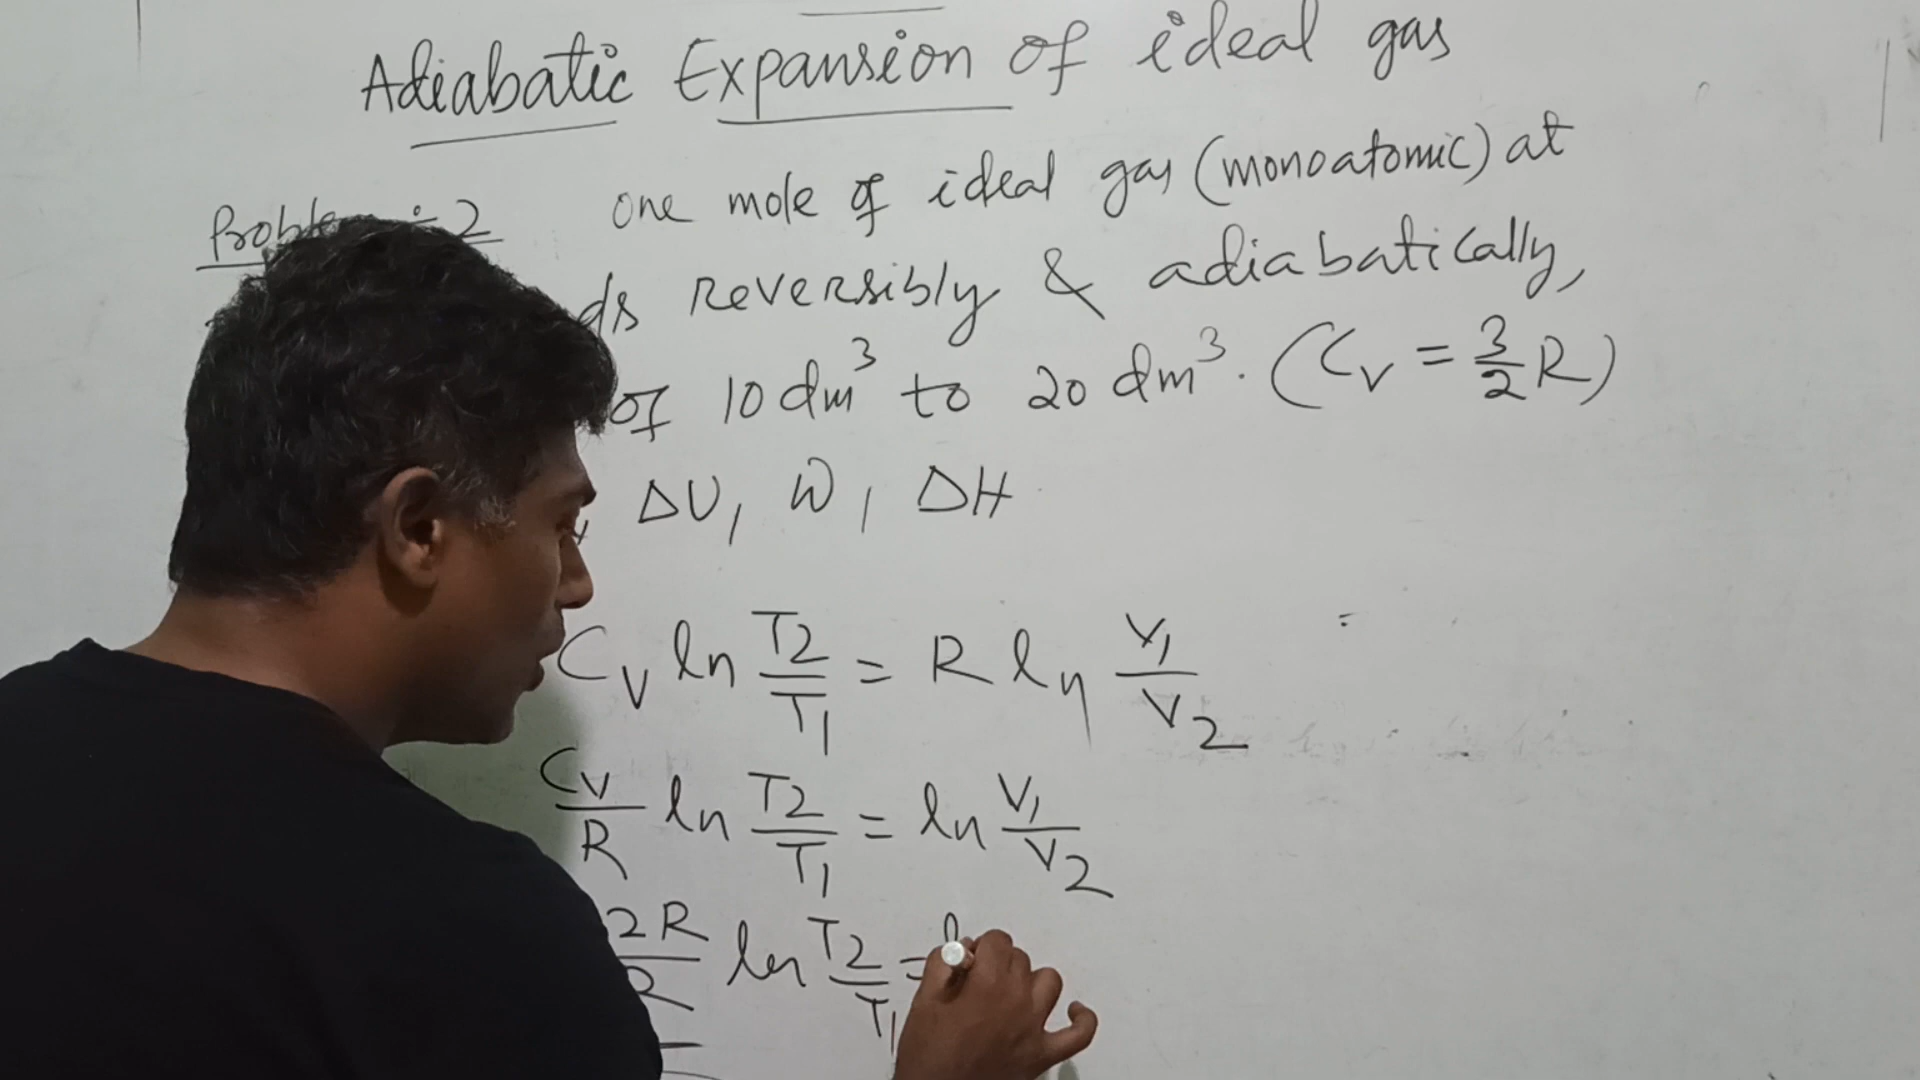 Adiabatic Expansion of ideal gas
Problem :- 2 one mole of ideal gas (monoatomic) at
reversibly & adiabatically,
of 10 dm³ to 20 dm³. (Cv = 3/2 R)
ΔU, W, ΔH
Cv ln T2/T1 = R ln V1/V2
Cv/R ln T2/T1 = ln V1/V2
2R/R ln T2/T1 =